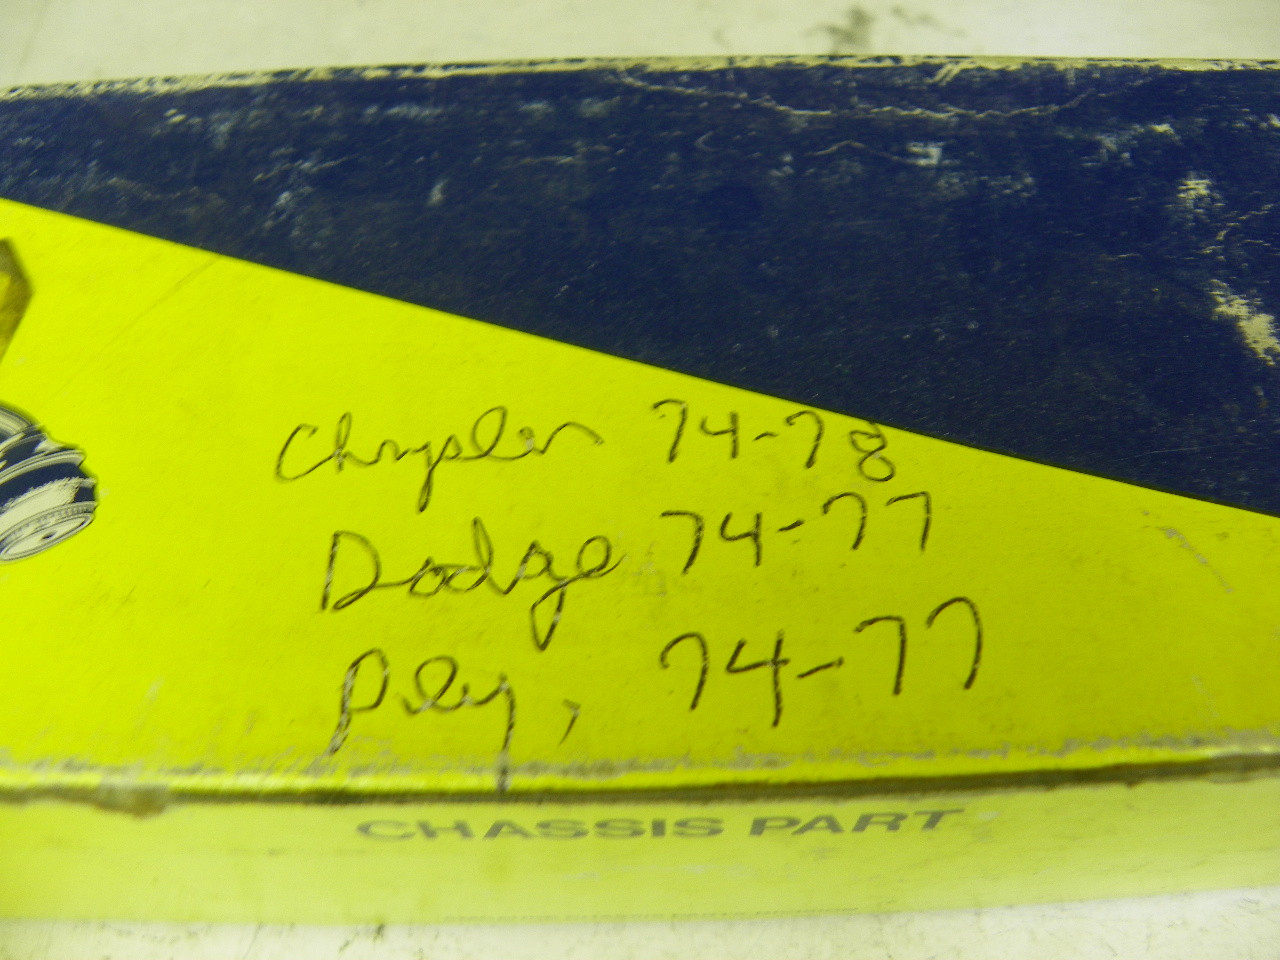 Chrysler 74-78
Dodge 74-77
Ply, 74-77
CHASSIS PART